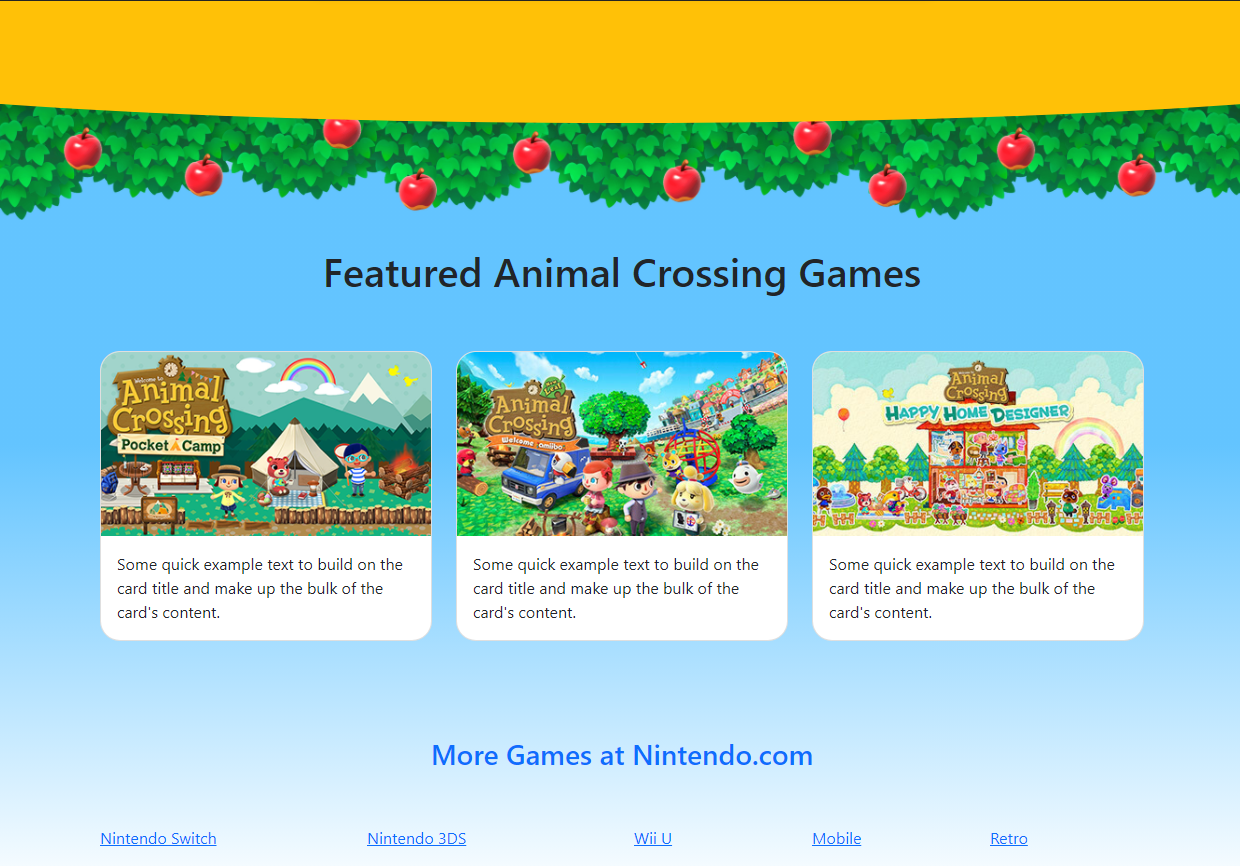 Featured Animal Crossing Games
Welcome to
Animal
Crossing
Pocket Camp
Animal
Crossing
Welcome amiibo
Animal
Crossing
Happy Home Designer
Some quick example text to build on the
card title and make up the bulk of the
card's content.
Some quick example text to build on the
card title and make up the bulk of the
card's content.
Some quick example text to build on the
card title and make up the bulk of the
card's content.
More Games at Nintendo.com
Nintendo Switch
Nintendo 3DS
Wii U
Mobile
Retro